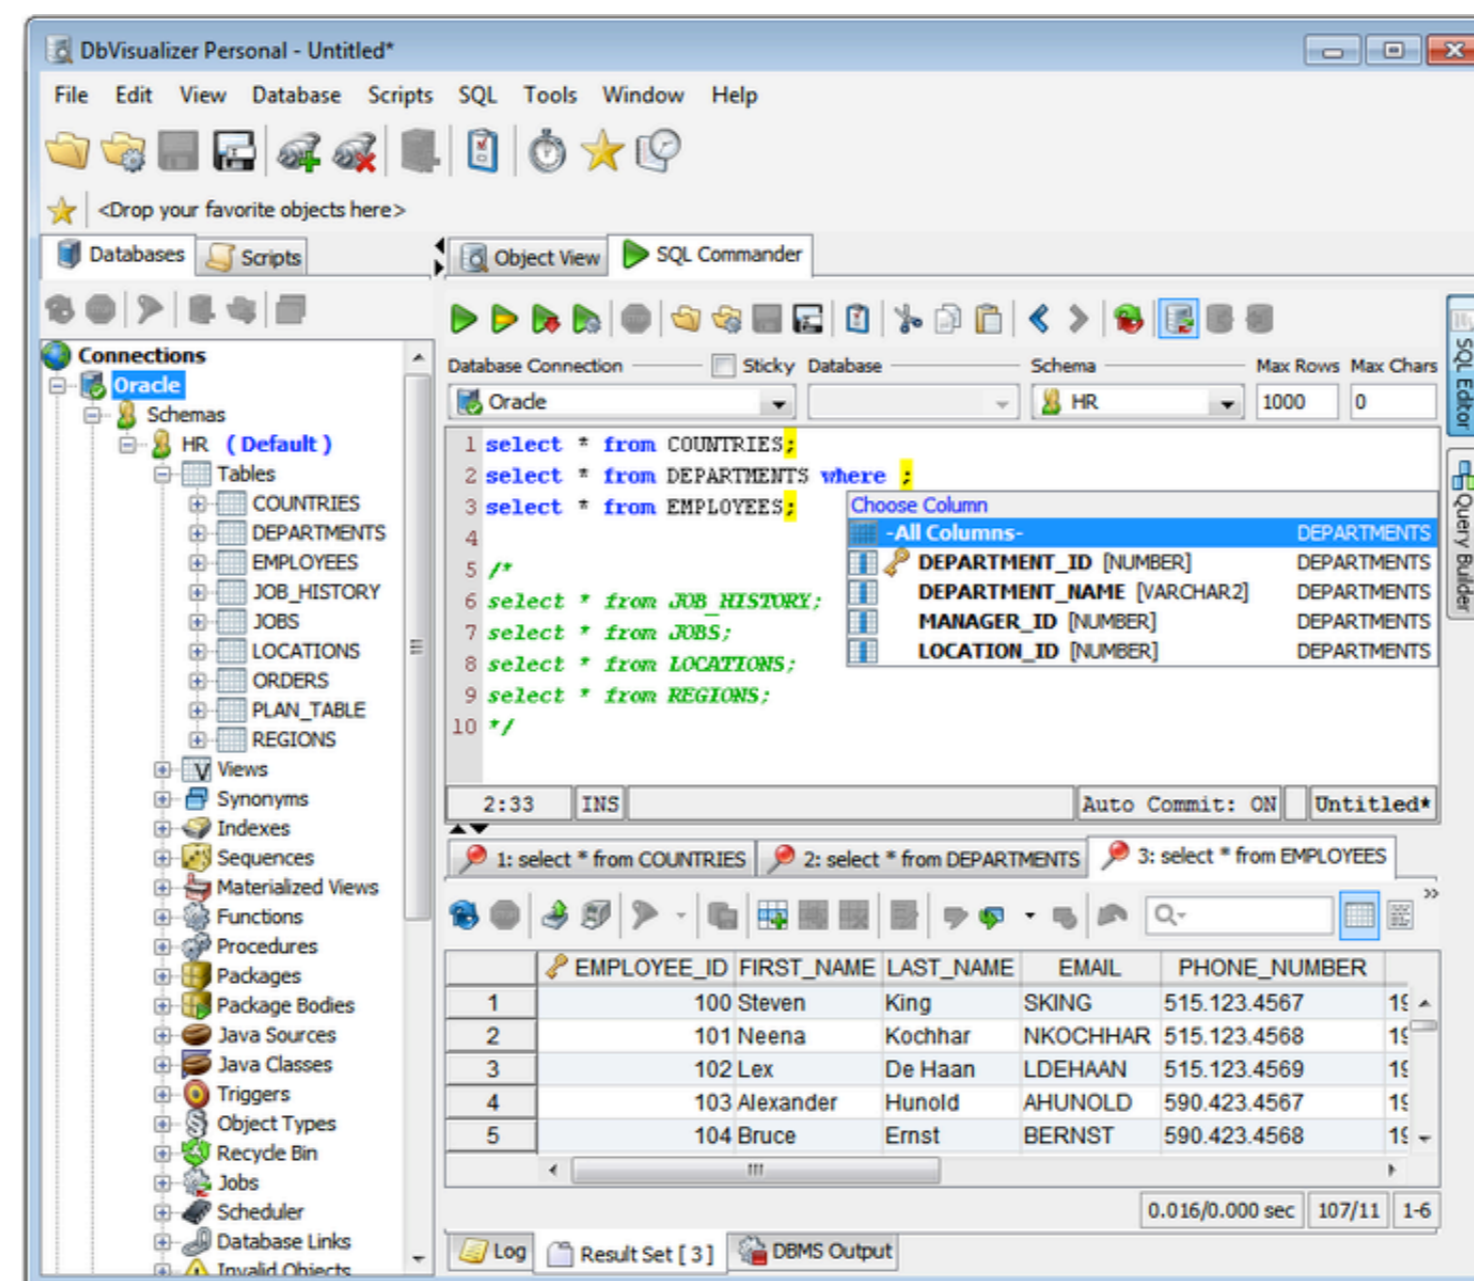 DbVisualizer Personal - Untitled*
File Edit View Database Scripts SQL Tools Window Help
<Drop your favorite objects here>
Databases Scripts
Object View SQL Commander
Connections
Oracle
Schemas
HR (Default)
Tables
COUNTRIES
DEPARTMENTS
EMPLOYEES
JOB_HISTORY
JOBS
LOCATIONS
ORDERS
PLAN_TABLE
REGIONS
Views
Synonyms
Indexes
Sequences
Materialized Views
Functions
Procedures
Packages
Package Bodies
Java Sources
Java Classes
Triggers
Object Types
Recycle Bin
Jobs
Scheduler
Database Links
Invalid Objects
Database Connection Sticky Database Schema Max Rows Max Chars
Oracle HR 1000 0
1 select * from COUNTRIES;
2 select * from DEPARTMENTS where ;
3 select * from EMPLOYEES;
4
5 /*
6 select * from JOB_HISTORY;
7 select * from JOBS;
8 select * from LOCATIONS;
9 select * from REGIONS;
10 */
Choose Column
-All Columns- DEPARTMENTS
DEPARTMENT_ID [NUMBER] DEPARTMENTS
DEPARTMENT_NAME [VARCHAR2] DEPARTMENTS
MANAGER_ID [NUMBER] DEPARTMENTS
LOCATION_ID [NUMBER] DEPARTMENTS
SQL Editor
Query Builder
2:33 INS Auto Commit: ON Untitled*
1: select * from COUNTRIES 2: select * from DEPARTMENTS 3: select * from EMPLOYEES
EMPLOYEE_ID FIRST_NAME LAST_NAME EMAIL PHONE_NUMBER
1 100 Steven King SKING 515.123.4567 19
2 101 Neena Kochhar NKOCHHAR 515.123.4568 19
3 102 Lex De Haan LDEHAAN 515.123.4569 19
4 103 Alexander Hunold AHUNOLD 590.423.4567 19
5 104 Bruce Ernst BERNST 590.423.4568 19
0.016/0.000 sec 107/11 1-6
Log Result Set [ 3 ] DBMS Output